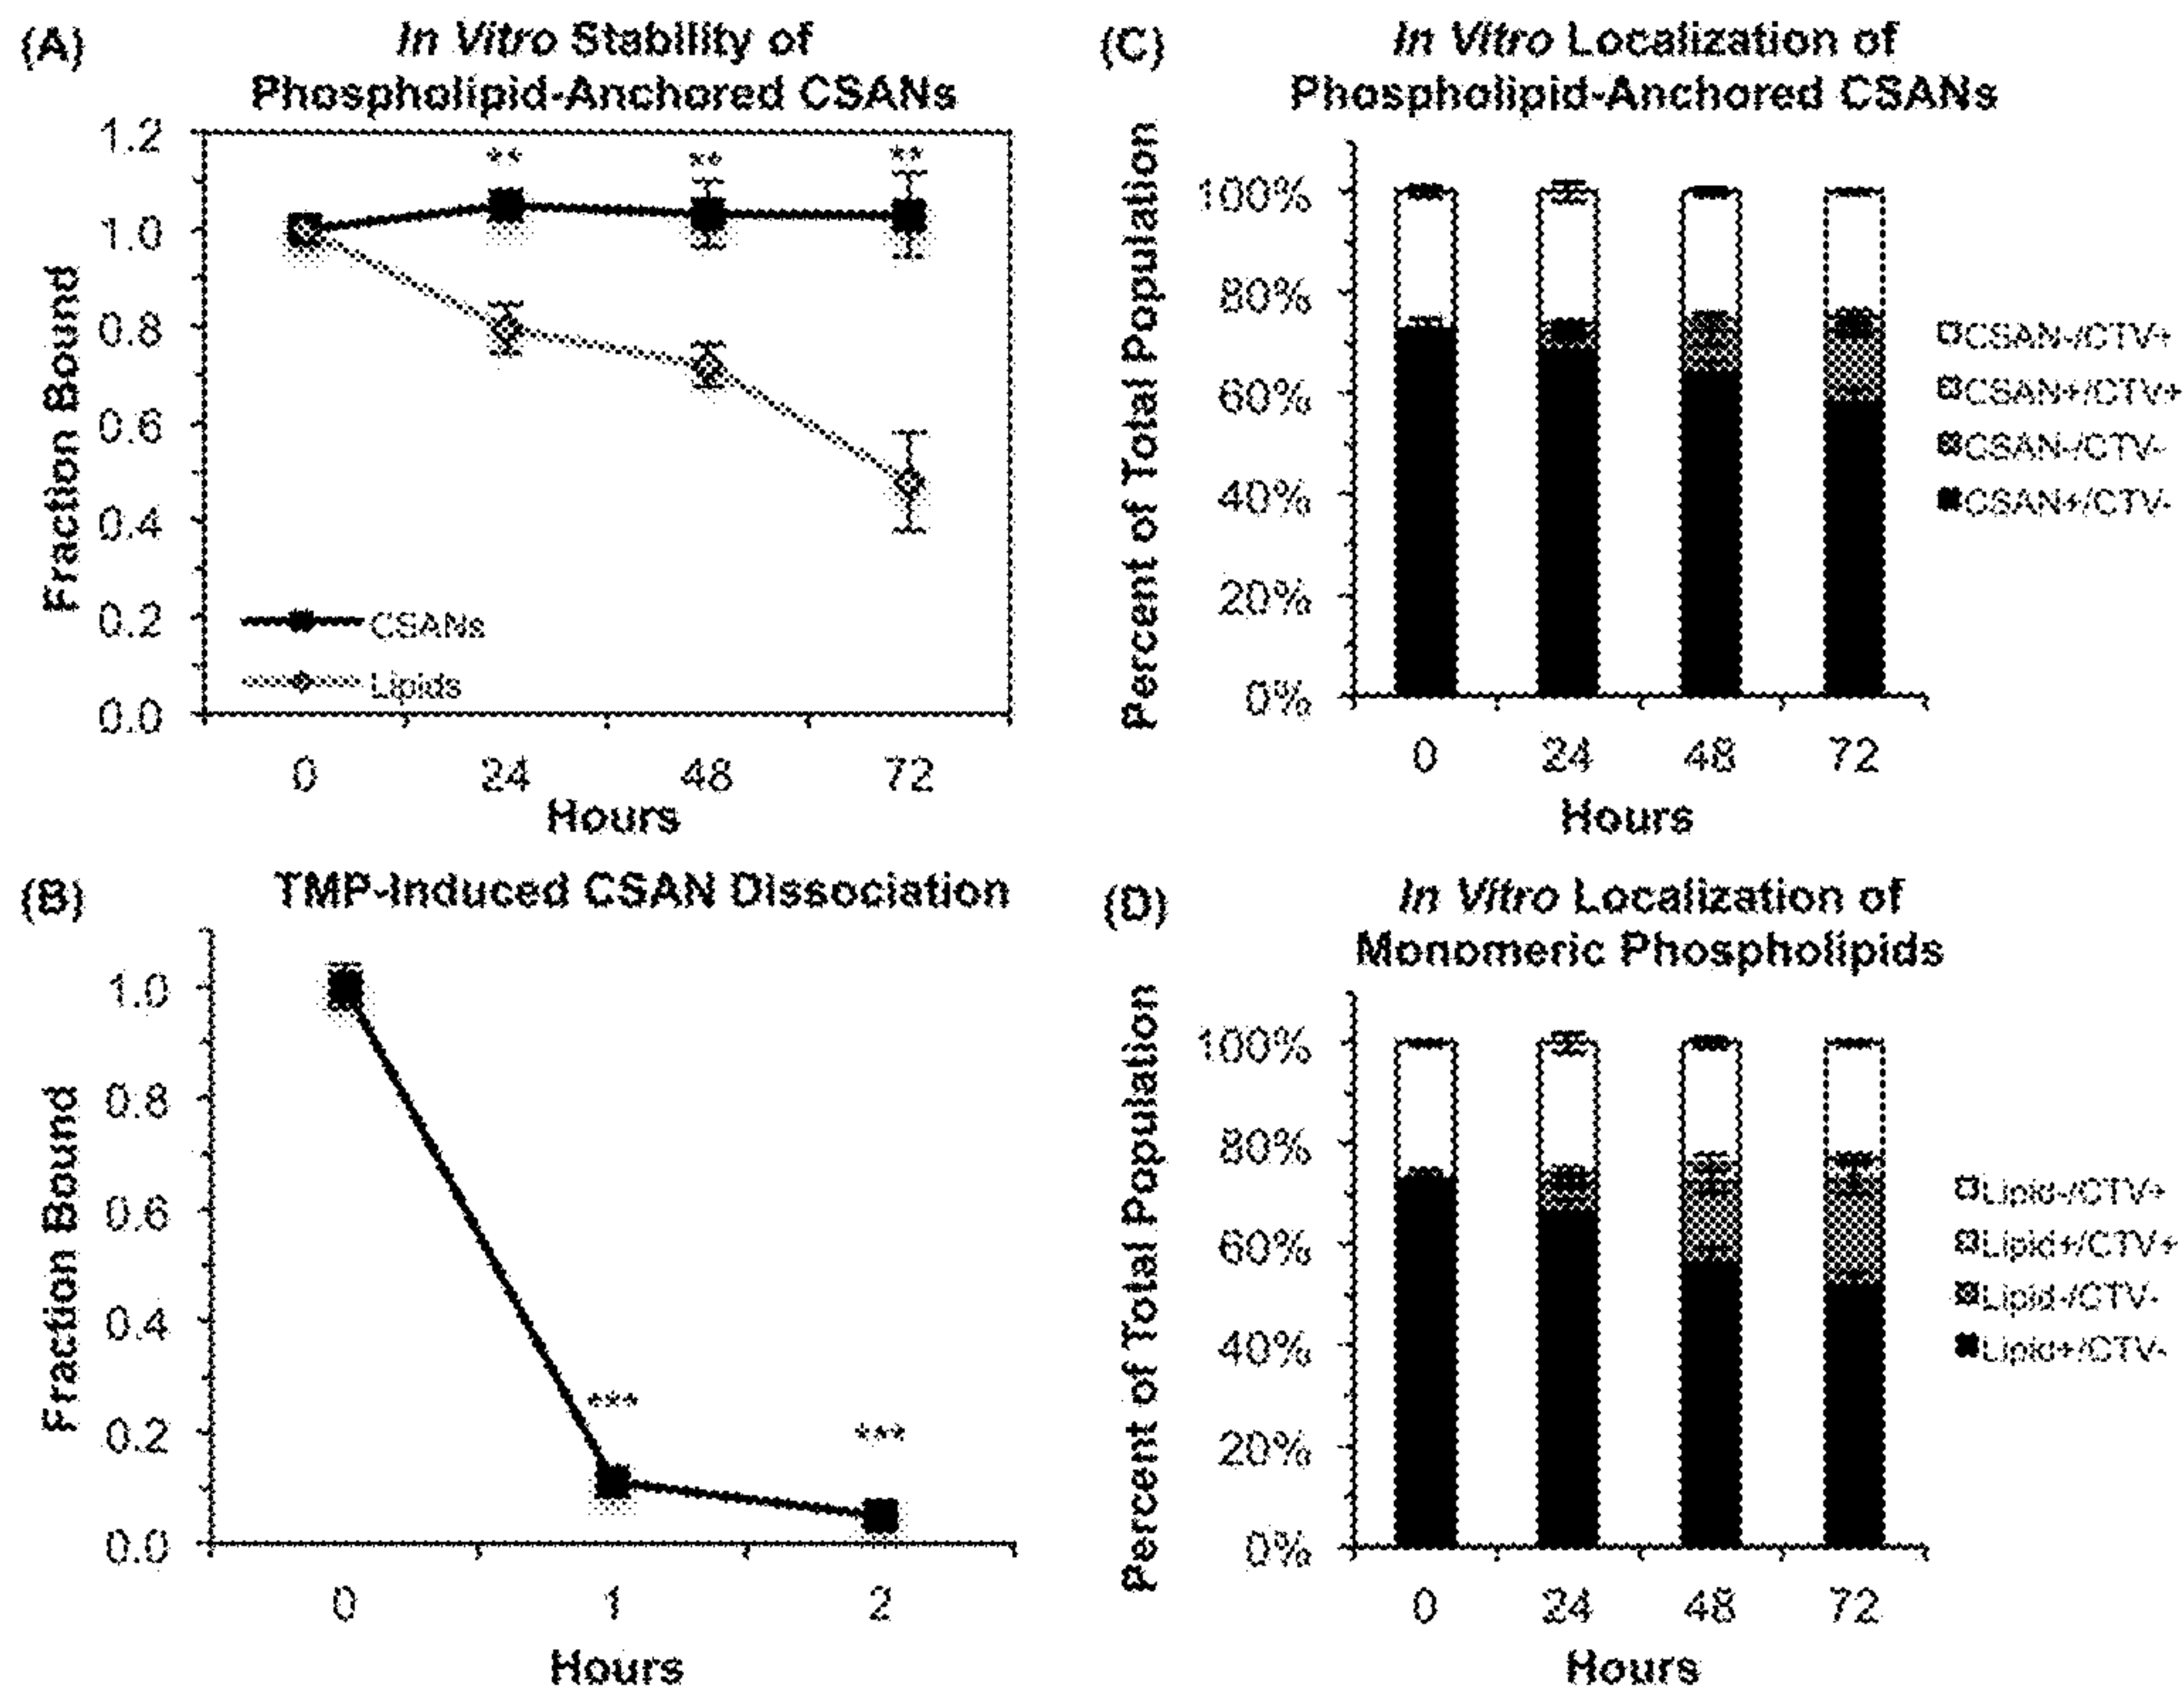 (A)
In Vitro Stability of
Phospholipid-Anchored CSANs
Fraction Bound
1.2
1.0
0.8
0.6
0.4
0.2
0.0
**
**
**
CSANs
Lipids
0 24 48 72
Hours
(B)
TMP-Induced CSAN Dissociation
Fraction Bound
1.0
0.8
0.6
0.4
0.2
0.0
***
***
0 1 2
Hours
(C)
In Vitro Localization of
Phospholipid-Anchored CSANs
Percent of Total Population
100%
80%
60%
40%
20%
0%
0 24 48 72
Hours
CSAN-/CTV+
CSAN+/CTV+
CSAN-/CTV-
CSAN+/CTV-
(D)
In Vitro Localization of
Monomeric Phospholipids
Percent of Total Population
100%
80%
60%
40%
20%
0%
0 24 48 72
Hours
Lipid-/CTV+
Lipid+/CTV+
Lipid-/CTV-
Lipid+/CTV-